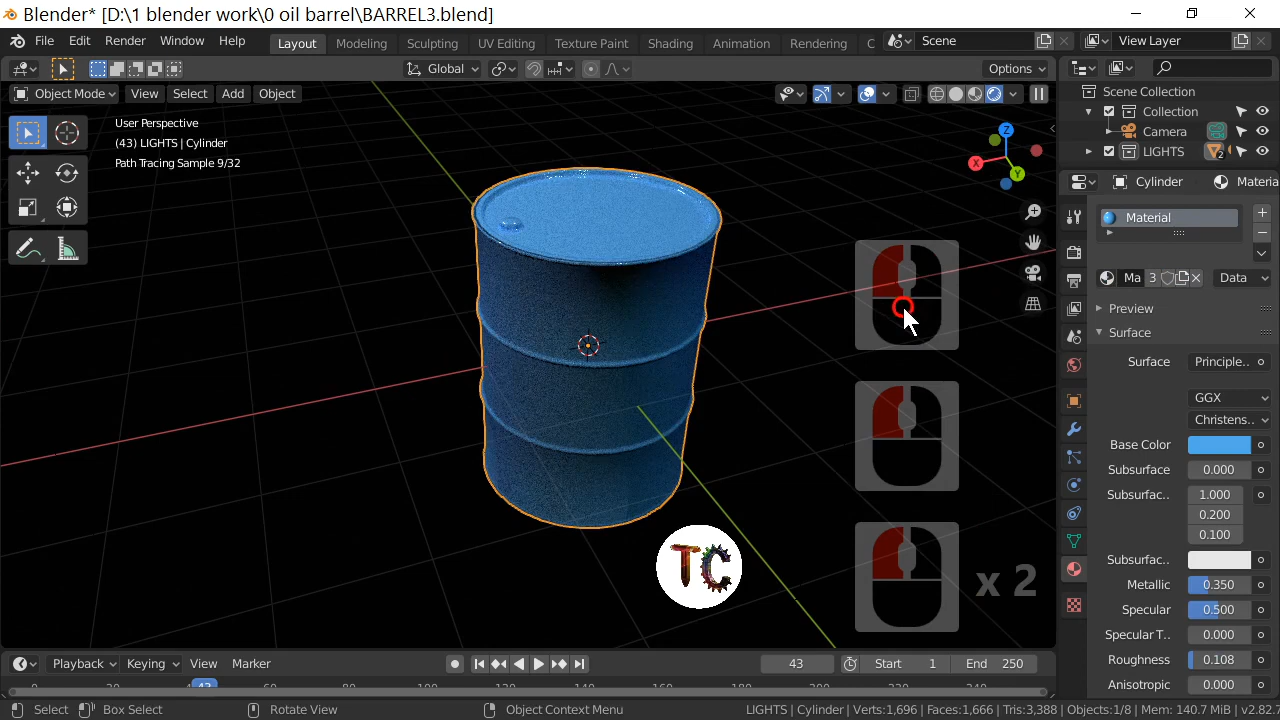 Blender* [D:\1 blender work\0 oil barrel\BARREL3.blend]
File Edit Render Window Help
Layout Modeling Sculpting UV Editing Texture Paint Shading Animation Rendering C
Scene
View Layer
Global
Options
Object Mode View Select Add Object
User Perspective
(43) LIGHTS | Cylinder
Path Tracing Sample 9/32
Z
X
Y
Scene Collection
Collection
Camera
LIGHTS 2
Cylinder Materia
Material
Ma 3 Data
Preview
Surface
Surface Principle..
GGX
Christens..
Base Color
Subsurface 0.000
Subsurfac.. 1.000
0.200
0.100
Subsurfac..
Metallic 0.350
Specular 0.500
Specular T.. 0.000
Roughness 0.108
Anisotropic 0.000
TC
x 2
Playback Keying View Marker
43
Start 1
End 250
Select
Box Select
Rotate View
Object Context Menu
LIGHTS | Cylinder | Verts:1,696 | Faces:1,666 | Tris:3,388 | Objects:1/8 | Mem: 140.7 MiB | v2.82.